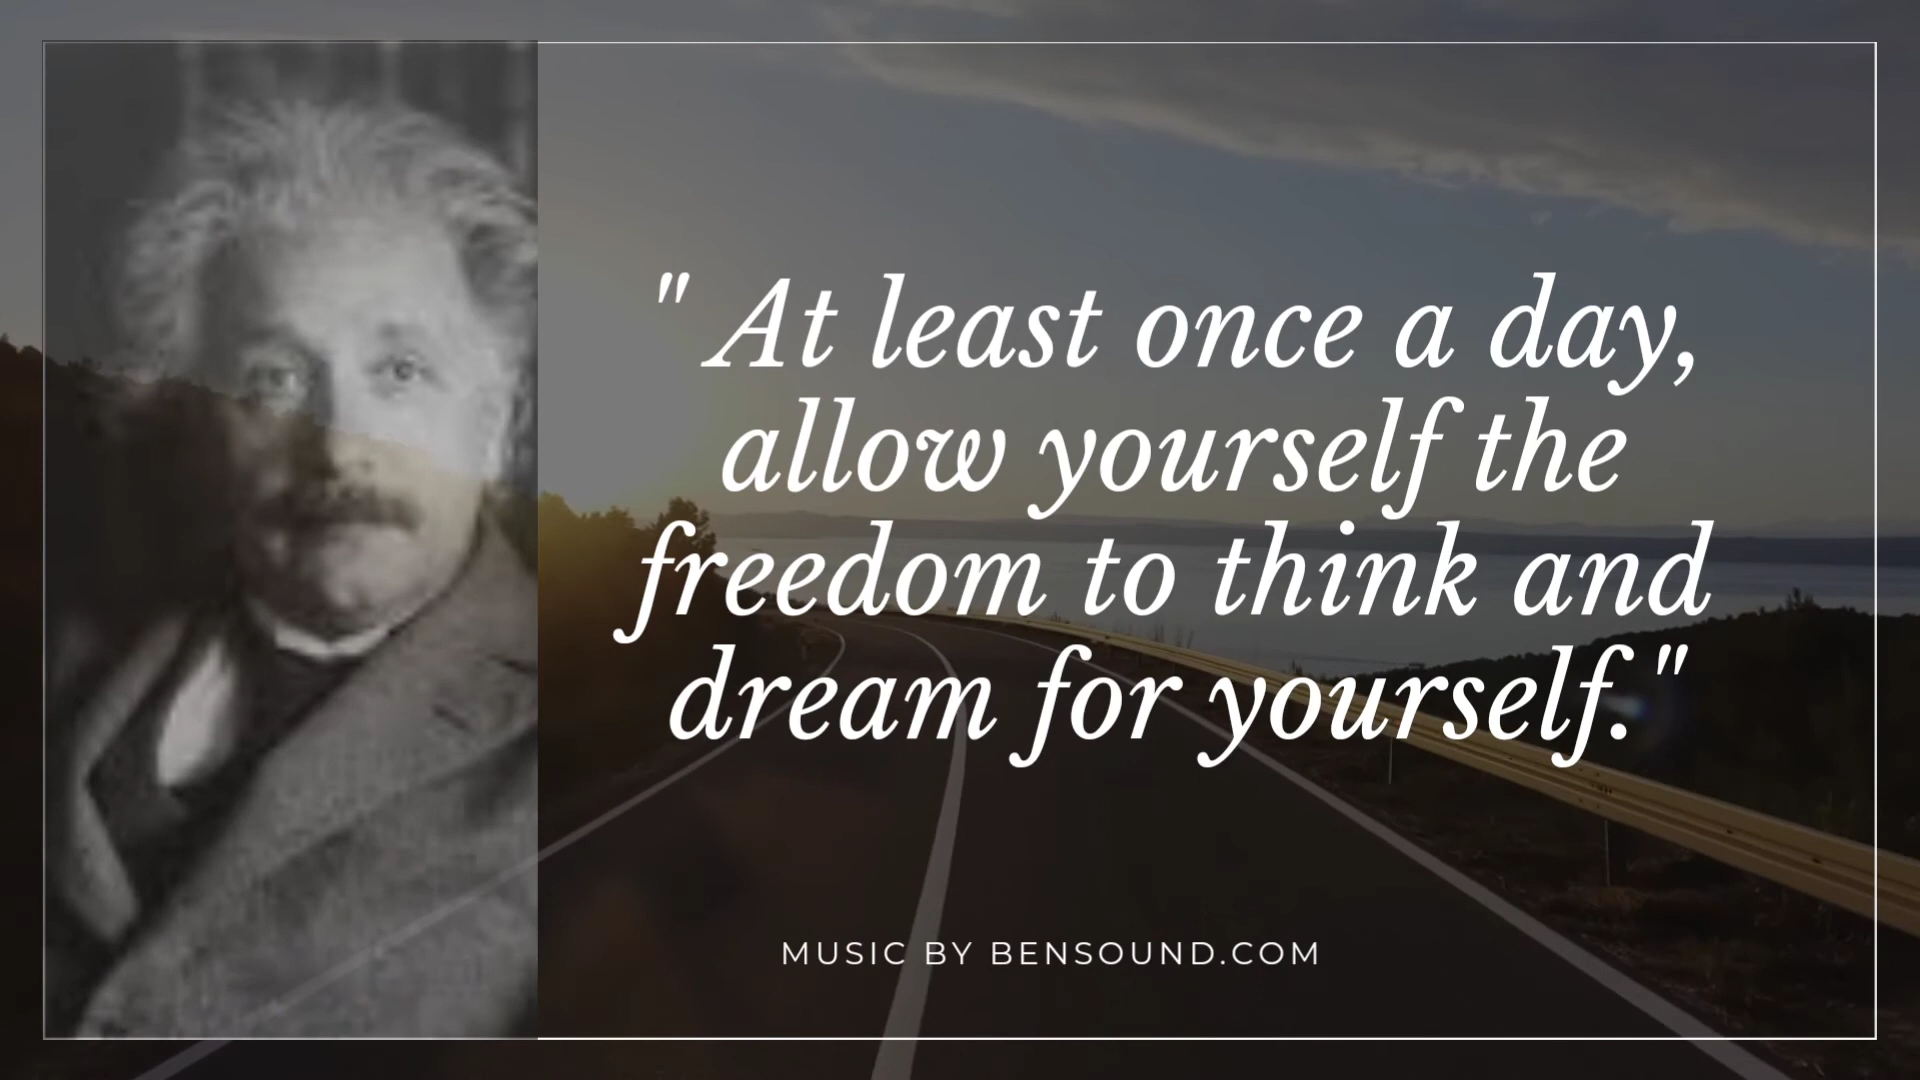 " At least once a day,
allow yourself the
freedom to think and
dream for yourself."
MUSIC BY BENSOUND.COM